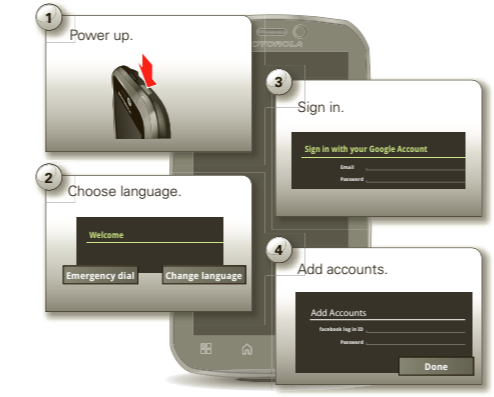 1
Power up.
MOTOROLA
2
Choose language.
Welcome
Emergency dial
Change language
3
Sign in.
Sign in with your Google Account
Email
Password
4
Add accounts.
Add Accounts
facebook log in ID
Password
Done